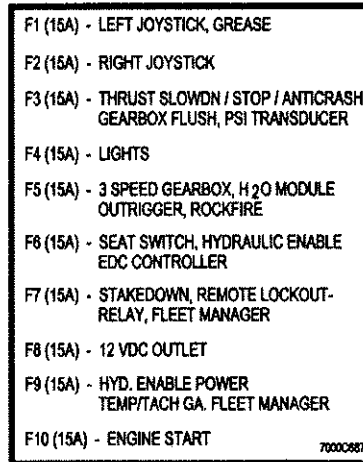 F1 (15A) - LEFT JOYSTICK, GREASE
F2 (15A) - RIGHT JOYSTICK
F3 (15A) - THRUST SLOWDN / STOP / ANTICRASH
GEARBOX FLUSH, PSI TRANSDUCER
F4 (15A) - LIGHTS
F5 (15A) - 3 SPEED GEARBOX, H2O MODULE
OUTRIGGER, ROCKFIRE
F6 (15A) - SEAT SWITCH, HYDRAULIC ENABLE
EDC CONTROLLER
F7 (15A) - STAKEDOWN, REMOTE LOCKOUT-
RELAY, FLEET MANAGER
F8 (15A) - 12 VDC OUTLET
F9 (15A) - HYD. ENABLE POWER
TEMP/TACH GA. FLEET MANAGER
F10 (15A) - ENGINE START